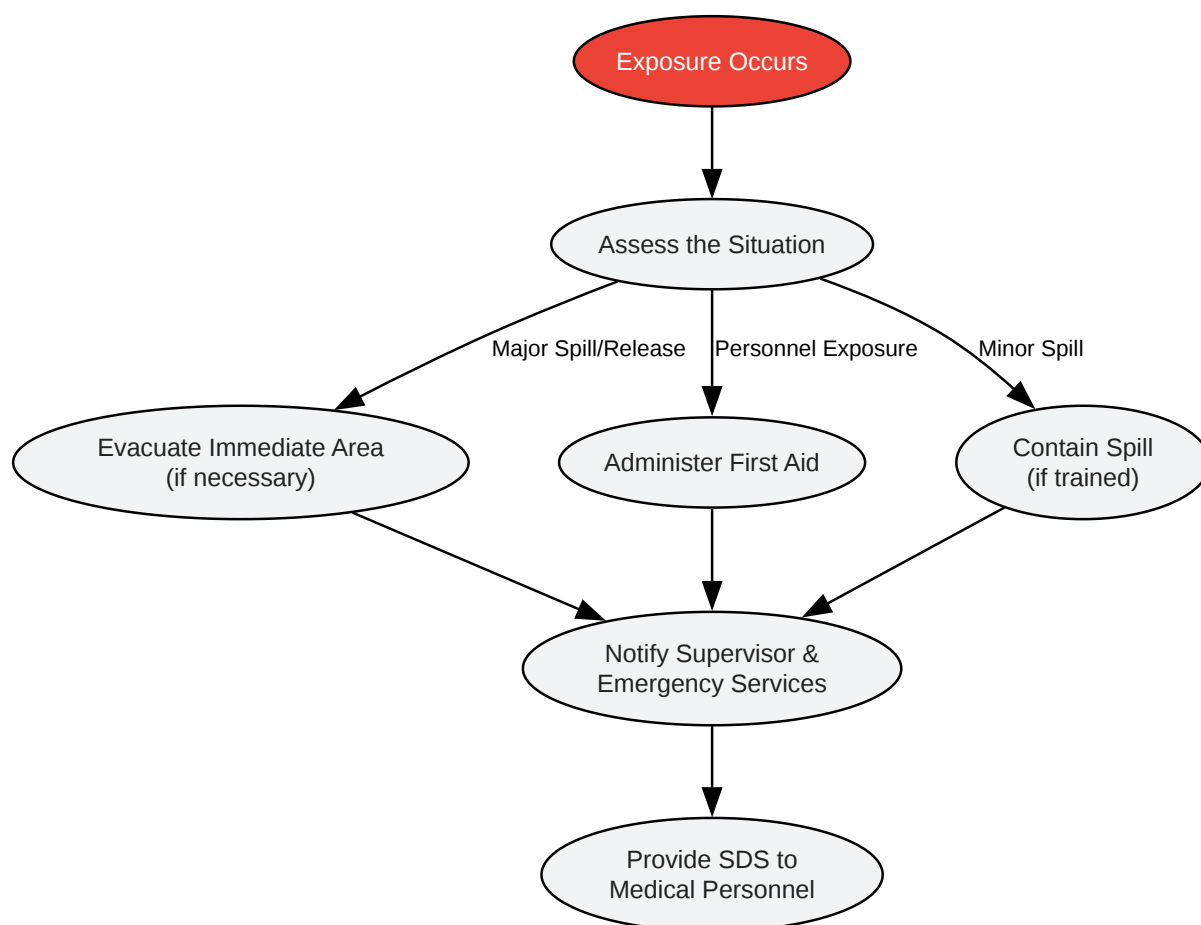 Exposure Occurs
Assess the Situation
Major Spill/Release
Personnel Exposure
Minor Spill
Evacuate Immediate Area
(if necessary)
Administer First Aid
Contain Spill
(if trained)
Notify Supervisor &
Emergency Services
Provide SDS to
Medical Personnel